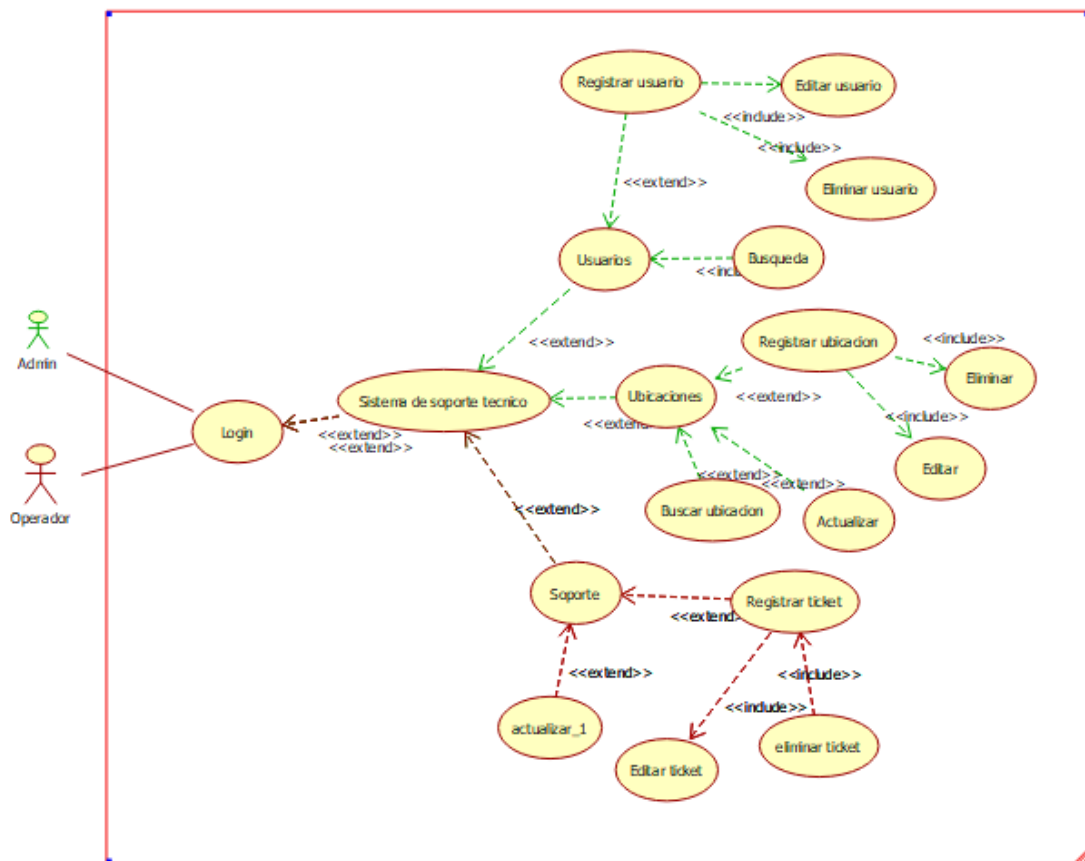 Registrar usuario
Editar usuario
<<include>>
<<include>>
Eliminar usuario
<<extend>>
Usuarios
<<inclu
Busqueda
Admin
<<extend>>
Registrar ubicacion
<<include>>
Eliminar
Sistema de soporte tecnico
Ubicaciones
<<extend>>
<<extend>>
<<include>>
Login
<<extend>>
<<extend>>
Editar
Operador
<<extend>>
<<extend>>
Buscar ubicacion
Actualizar
<<extend>>
Soporte
Registrar ticket
<<extend>
<<extend>>
<<include>>
<<include>>
actualizar_1
Editar ticket
eliminar ticket